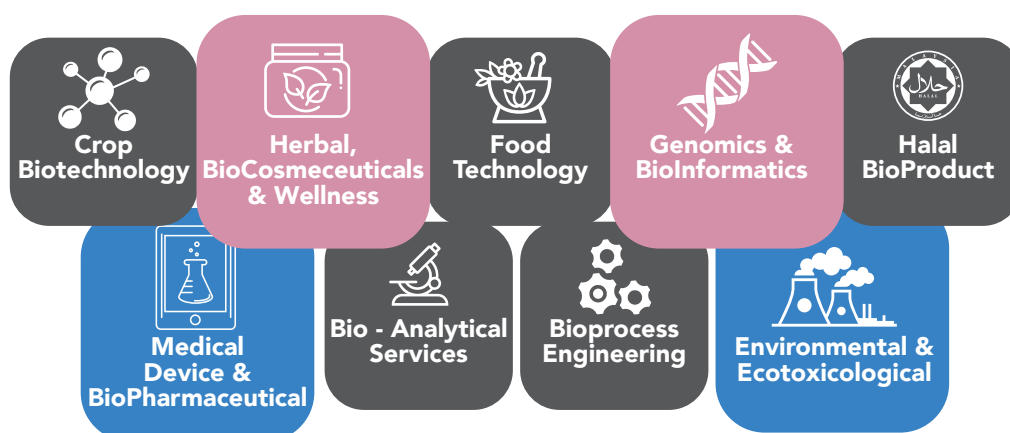 Crop
Biotechnology
Herbal,
BioCosmeceuticals
& Wellness
Food
Technology
Genomics &
BioInformatics
MALAYSIA
حلال
HALAL
Halal
BioProduct
Medical
Device &
BioPharmaceutical
Bio - Analytical
Services
Bioprocess
Engineering
Environmental &
Ecotoxicological